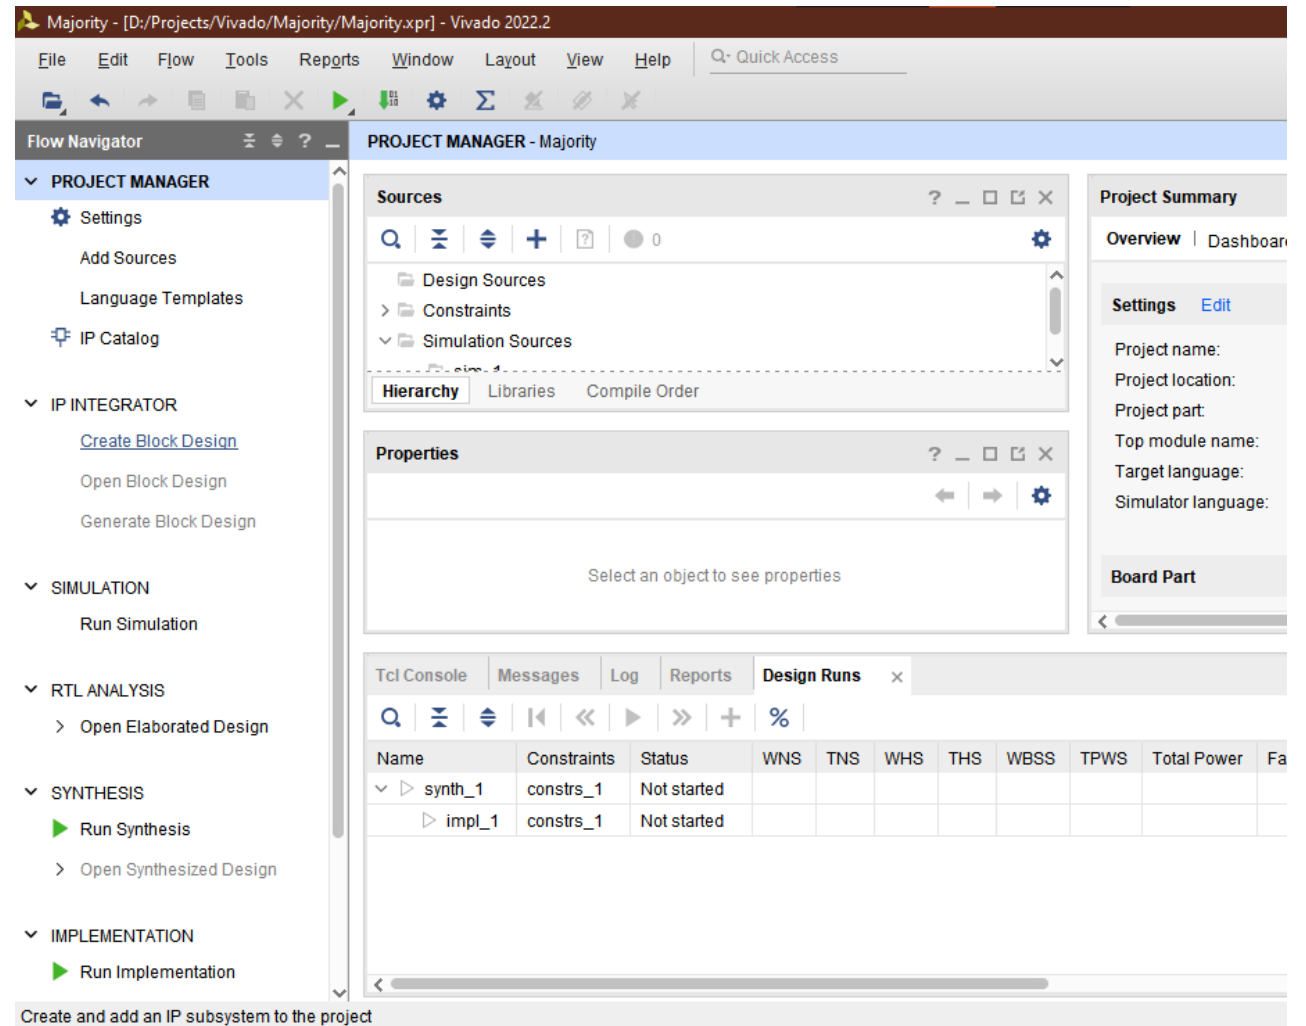 Majority - [D:/Projects/Vivado/Majority/Majority.xpr] - Vivado 2022.2
File Edit Flow Tools Reports Window Layout View Help Quick Access
Flow Navigator
PROJECT MANAGER
Settings
Add Sources
Language Templates
IP Catalog
IP INTEGRATOR
Create Block Design
Open Block Design
Generate Block Design
SIMULATION
Run Simulation
RTL ANALYSIS
Open Elaborated Design
SYNTHESIS
Run Synthesis
Open Synthesized Design
IMPLEMENTATION
Run Implementation
PROJECT MANAGER - Majority
Sources
0
Design Sources
Constraints
Simulation Sources
sim_1
Hierarchy Libraries Compile Order
Properties
Select an object to see properties
Project Summary
Overview | Dashboar
Settings Edit
Project name:
Project location:
Project part:
Top module name:
Target language:
Simulator language:
Board Part
Tcl Console Messages Log Reports Design Runs
Name Constraints Status WNS TNS WHS THS WBSS TPWS Total Power Fa
synth_1 constrs_1 Not started
impl_1 constrs_1 Not started
Create and add an IP subsystem to the project